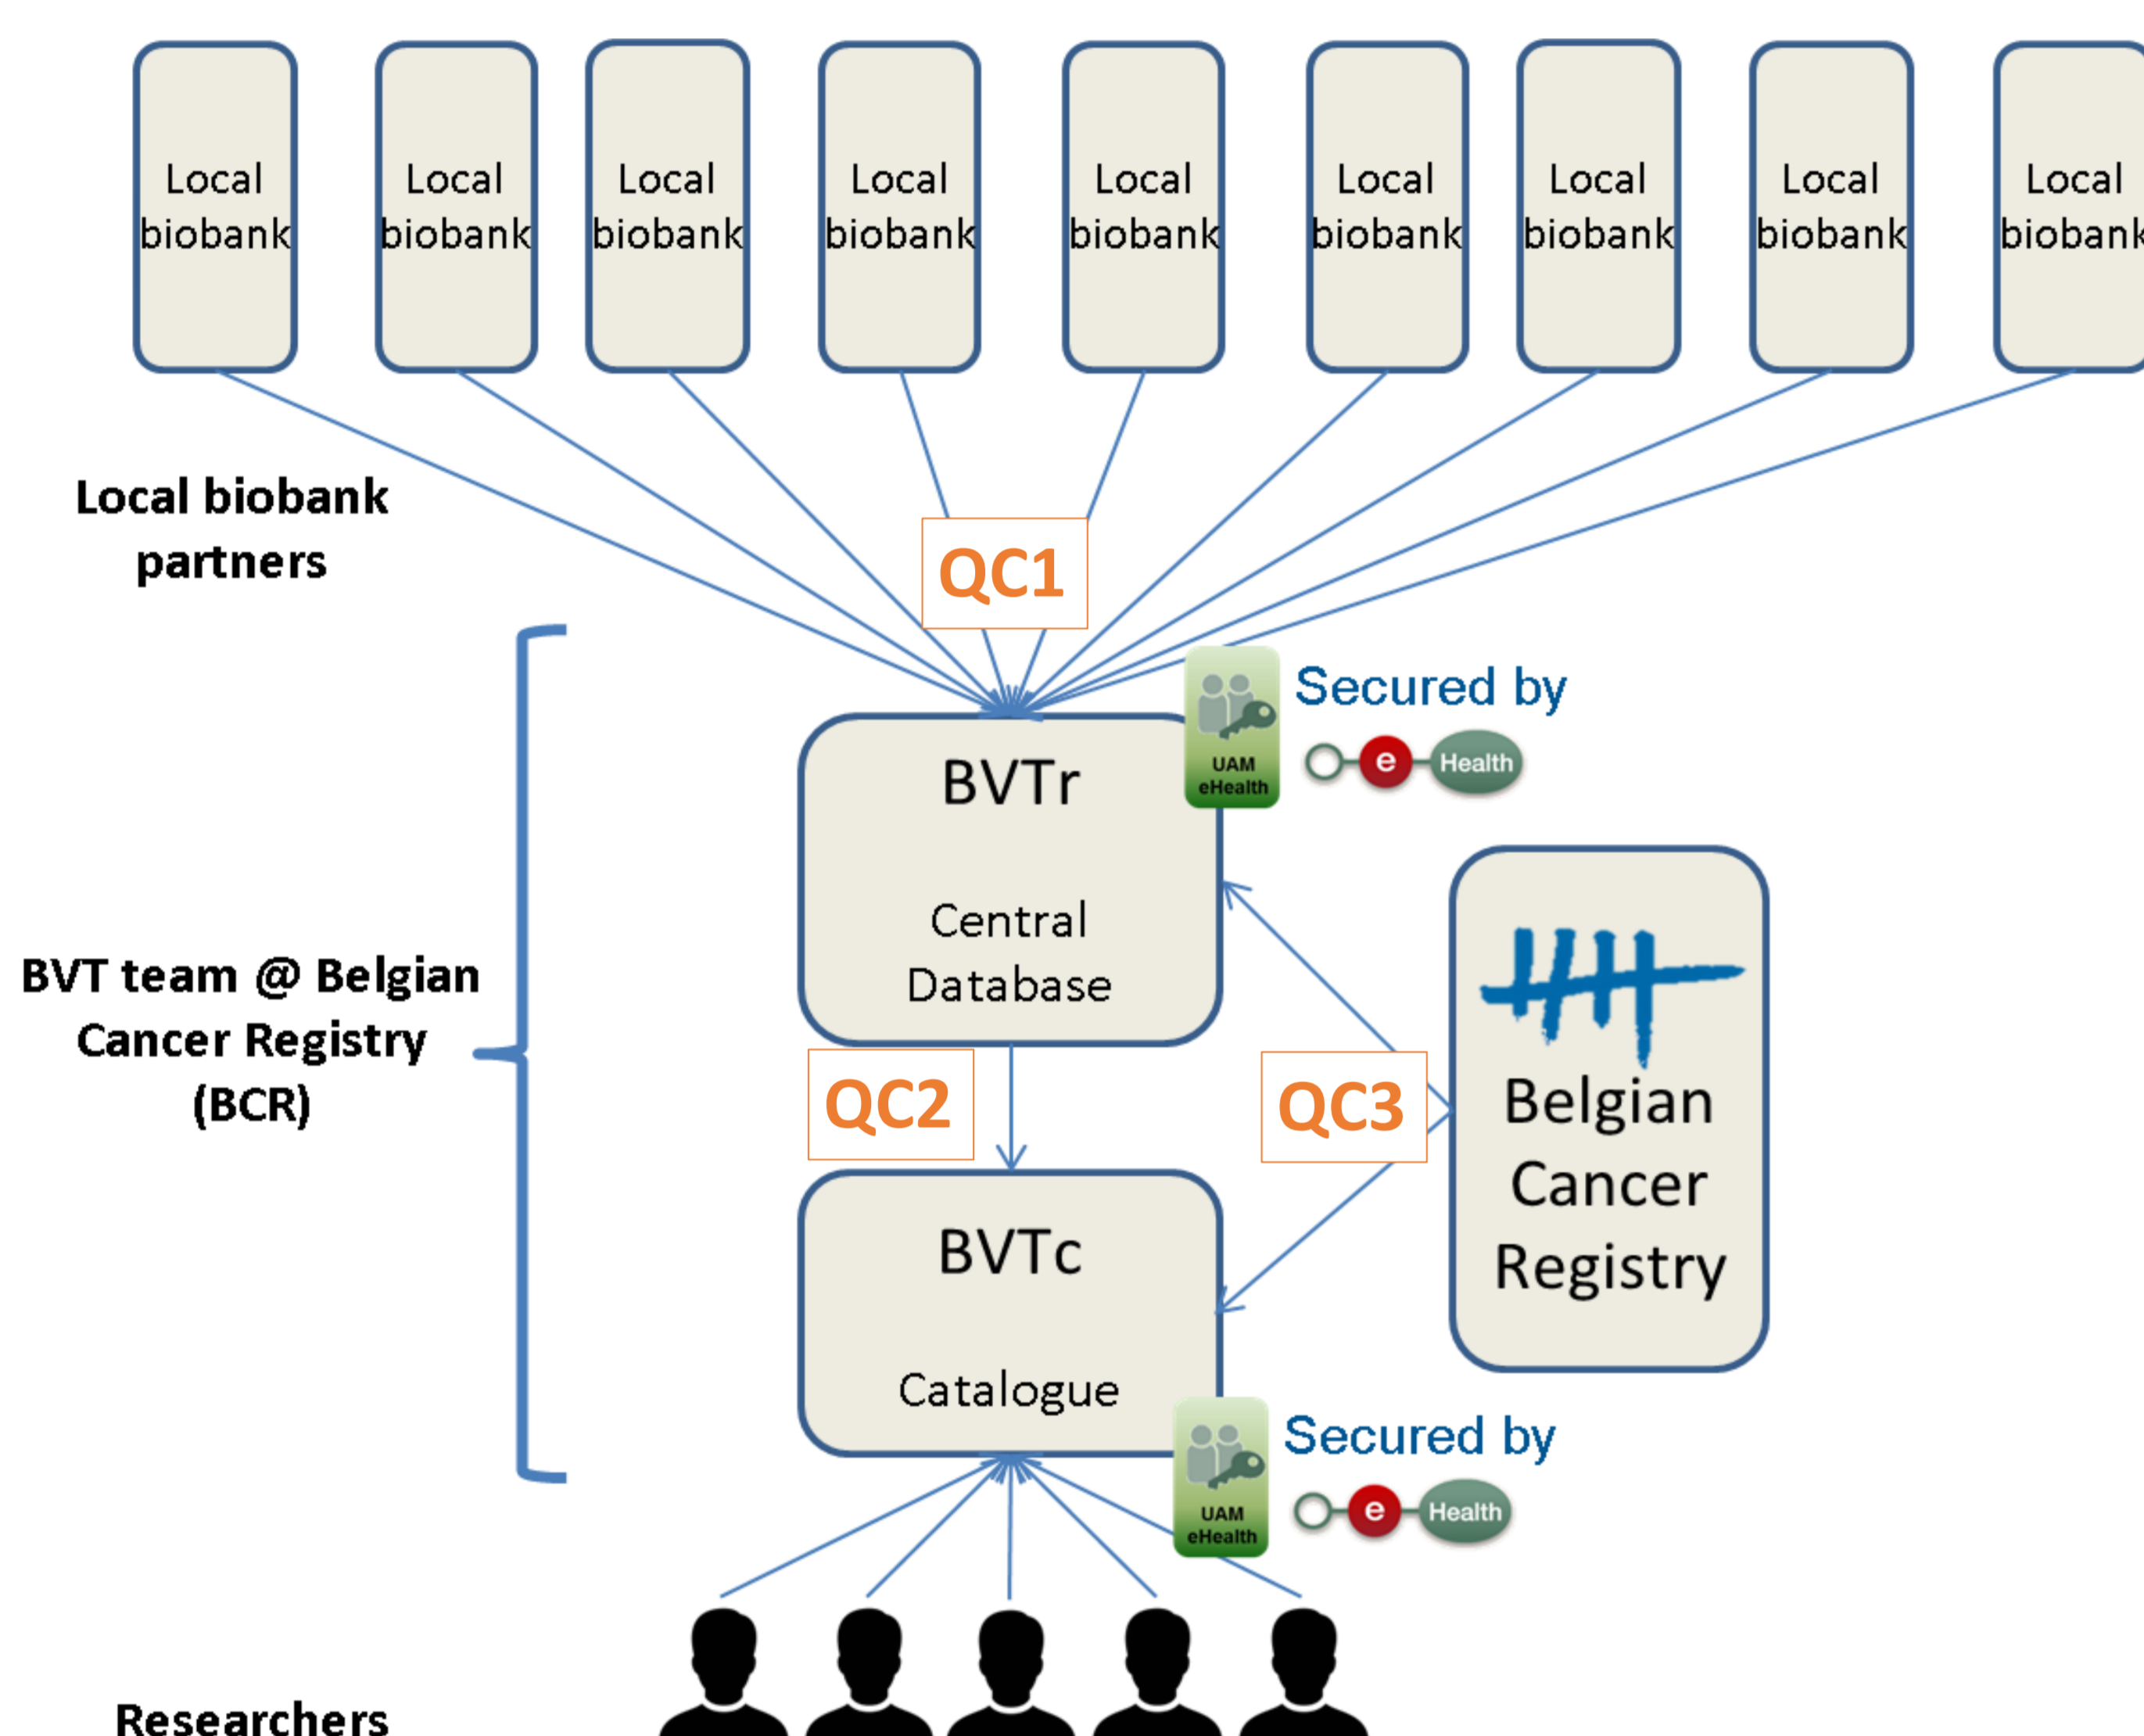 Local
biobank
Local
biobank
Local
biobank
Local
biobank
Local
biobank
Local
biobank
Local
biobank
Local
biobank
Local
biobank
Local biobank
partners
QC1
Secured by
UAM
eHealth
e Health
BVTr
Central
Database
BVT team @ Belgian
Cancer Registry
(BCR)
QC2
QC3
Belgian
Cancer
Registry
BVTc
Catalogue
Secured by
UAM
eHealth
e Health
Researchers